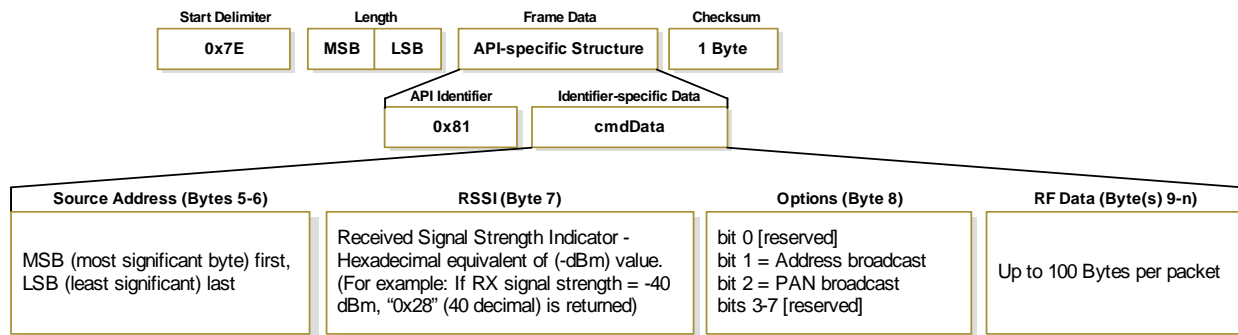 Start Delimiter
Length
Frame Data
Checksum
0x7E
MSB
LSB
API-specific Structure
1 Byte
API Identifier
Identifier-specific Data
0x81
cmdData
Source Address (Bytes 5-6)
MSB (most significant byte) first,
LSB (least significant) last
RSSI (Byte 7)
Received Signal Strength Indicator -
Hexadecimal equivalent of (-dBm) value.
(For example: If RX signal strength = -40
dBm, “0x28” (40 decimal) is returned)
Options (Byte 8)
bit 0 [reserved]
bit 1 = Address broadcast
bit 2 = PAN broadcast
bits 3-7 [reserved]
RF Data (Byte(s) 9-n)
Up to 100 Bytes per packet